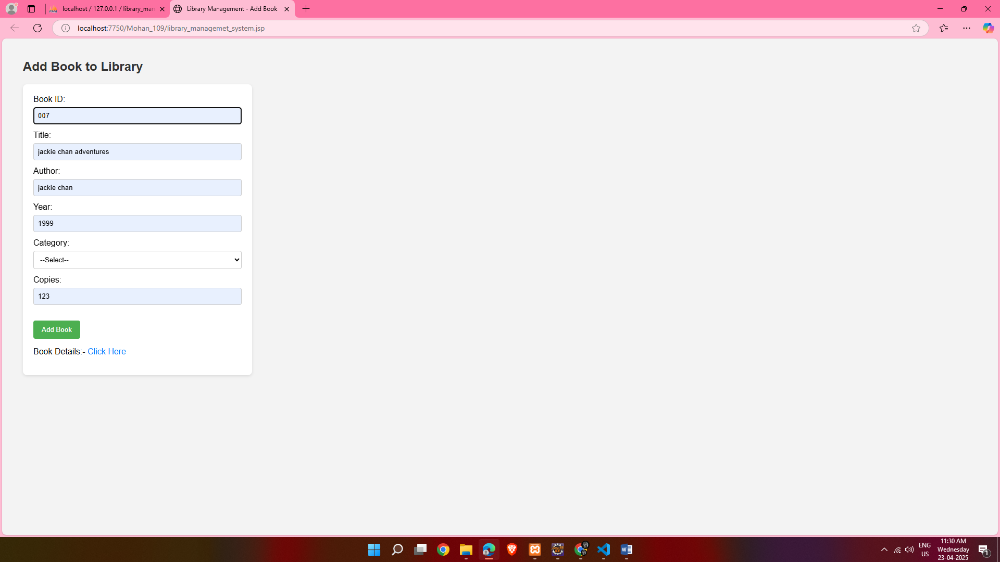 localhost / 127.0.0.1 / library_man
Library Management - Add Book
localhost:7750/Mohan_109/library_managemet_system.jsp
Add Book to Library
Book ID:
007
Title:
jackie chan adventures
Author:
jackie chan
Year:
1999
Category:
--Select--
Copies:
123
Add Book
Book Details:- Click Here
ENG
US
11:30 AM
Wednesday
23-04-2025
1